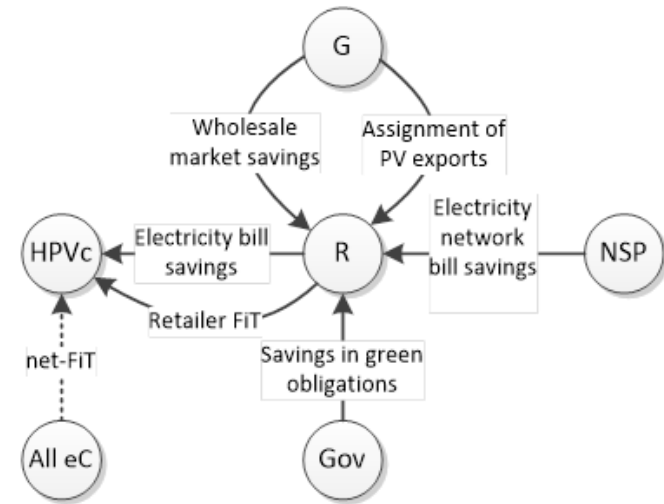 G
Wholesale
market savings
Assignment of
PV exports
HPVc
Electricity bill
savings
R
Electricity
network
bill savings
NSP
Retailer FiT
net-FiT
Savings in green
obligations
All eC
Gov